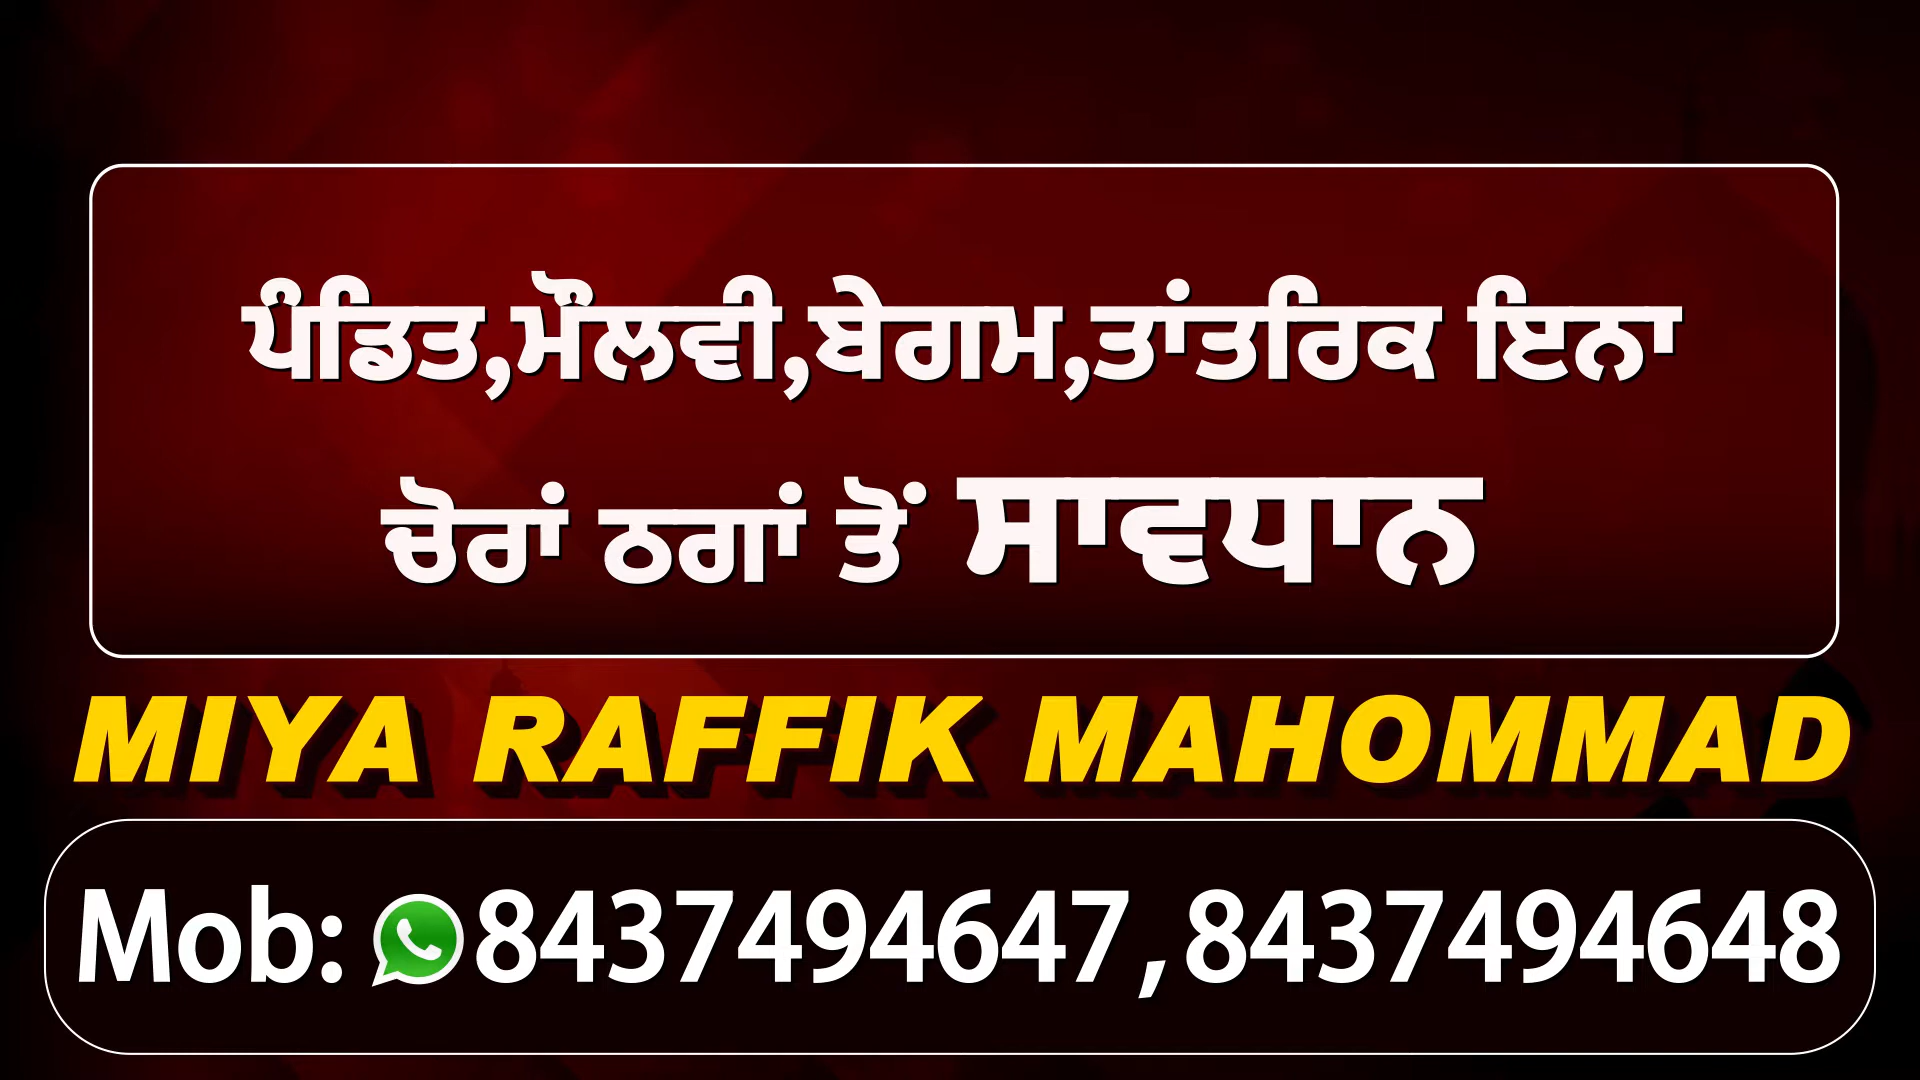 ਪੰਡਿਤ,ਮੌਲਵੀ,ਬੇਗਮ,ਤਾਂਤਰਿਕ ਇਨਾ
ਚੋਰਾਂ ਠਗਾਂ ਤੋਂ ਸਾਵਧਾਨ
MIYA RAFFIK MAHOMMAD
Mob: 8437494647, 8437494648